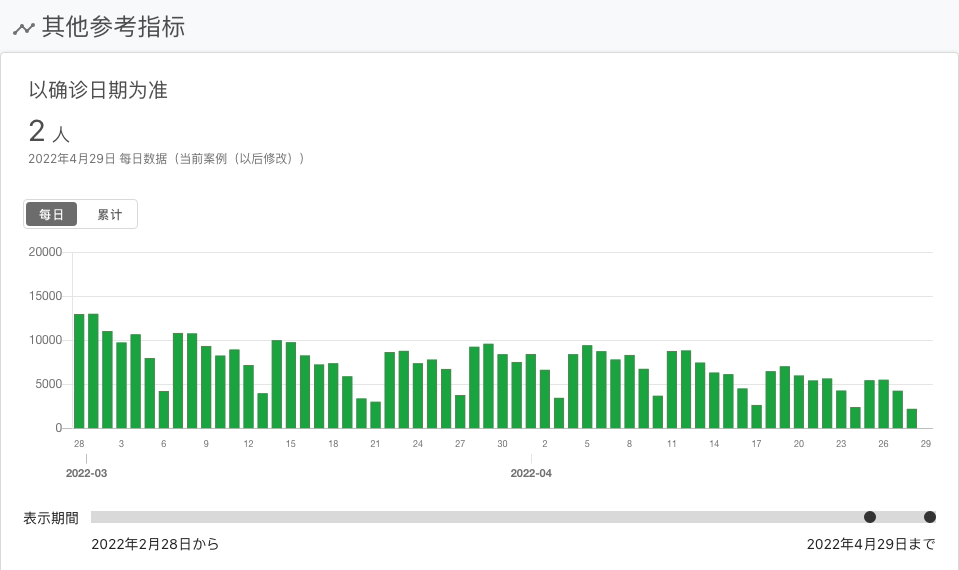 其他参考指标
以确诊日期为准
2 人
2022年4月29日 每日数据（当前案例（以后修改））
每日 累计
20000
15000
10000
5000
0
28 3 6 9 12 15 18 21 24 27 30 2 5 8 11 14 17 20 23 26 29
2022-03 2022-04
表示期間
2022年2月28日から 2022年4月29日まで